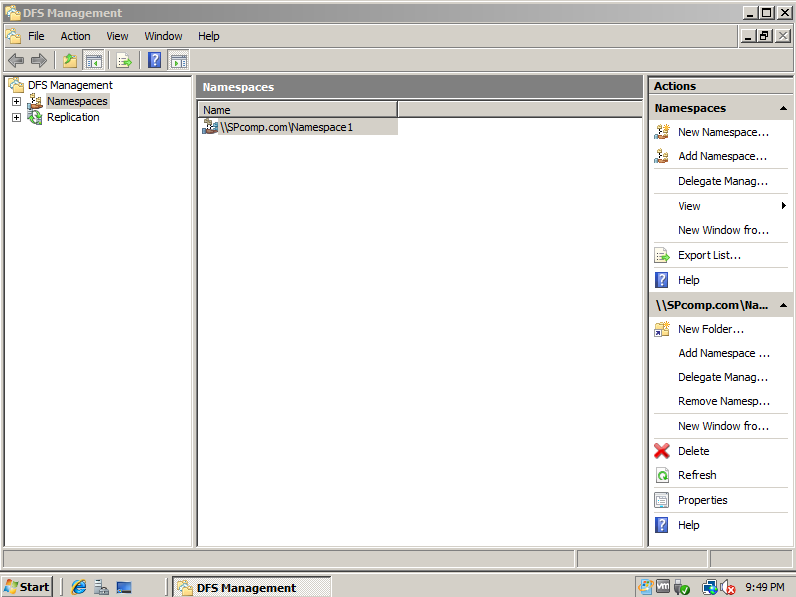 DFS Management
File Action View Window Help
DFS Management
Namespaces
Replication
Namespaces
Name
\\SPcomp.com\Namespace1
Actions
Namespaces
New Namespace...
Add Namespace...
Delegate Manag...
View
New Window fro...
Export List...
Help
\\SPcomp.com\Na...
New Folder...
Add Namespace ...
Delegate Manag...
Remove Namesp...
New Window fro...
Delete
Refresh
Properties
Help
Start DFS Management vm 9:49 PM